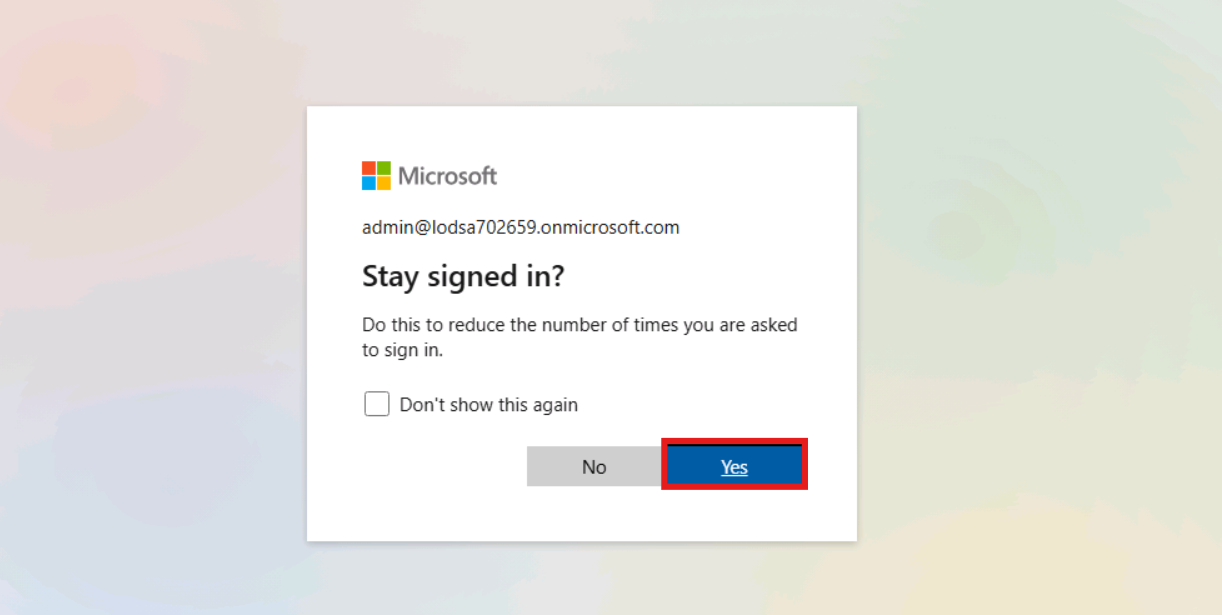 Microsoft
admin@lodsa702659.onmicrosoft.com
Stay signed in?
Do this to reduce the number of times you are asked
to sign in.
Don't show this again
No
Yes